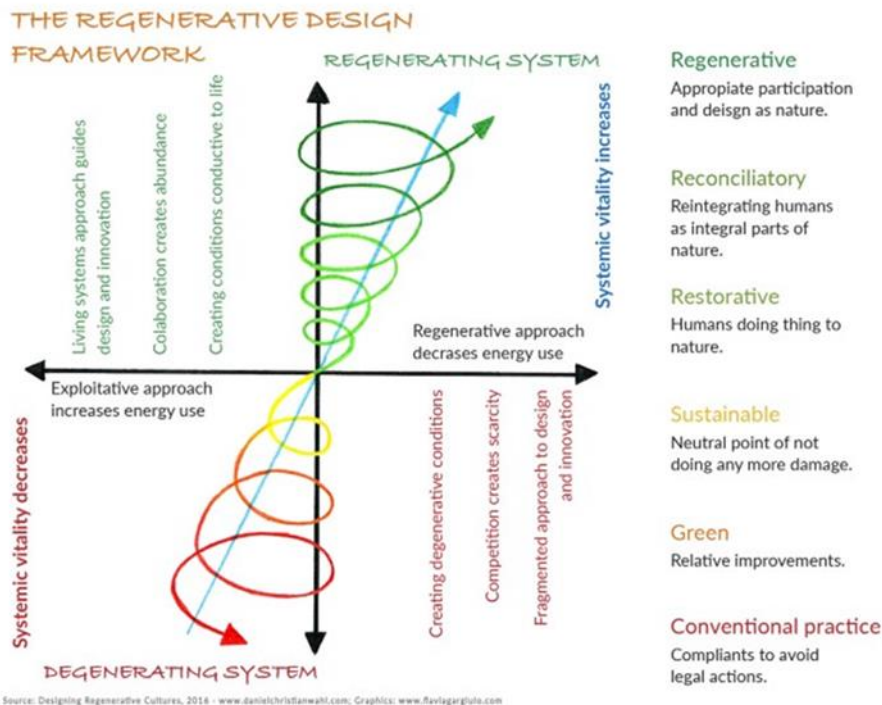 THE REGENERATIVE DESIGN
FRAMEWORK
REGENERATING SYSTEM
Living systems approach guides
design and innovation
Colaboration creates abundance
Creating conditions conductive to life
Systemic vitality increases
Regenerative approach
decrases energy use
Exploitative approach
increases energy use
Systemic vitality decreases
Creating degenerative conditions
Competition creates scarcity
Fragmented approach to design
and innovation
DEGENERATING SYSTEM
Regenerative
Appropiate participation
and deisgn as nature.
Reconciliatory
Reintegrating humans
as integral parts of
nature.
Restorative
Humans doing thing to
nature.
Sustainable
Neutral point of not
doing any more damage.
Green
Relative improvements.
Conventional practice
Compliants to avoid
legal actions.
Source: Designing Regenerative Cultures, 2016 - www.danielchristianwahl.com; Graphics: www.flaviagargiulo.com